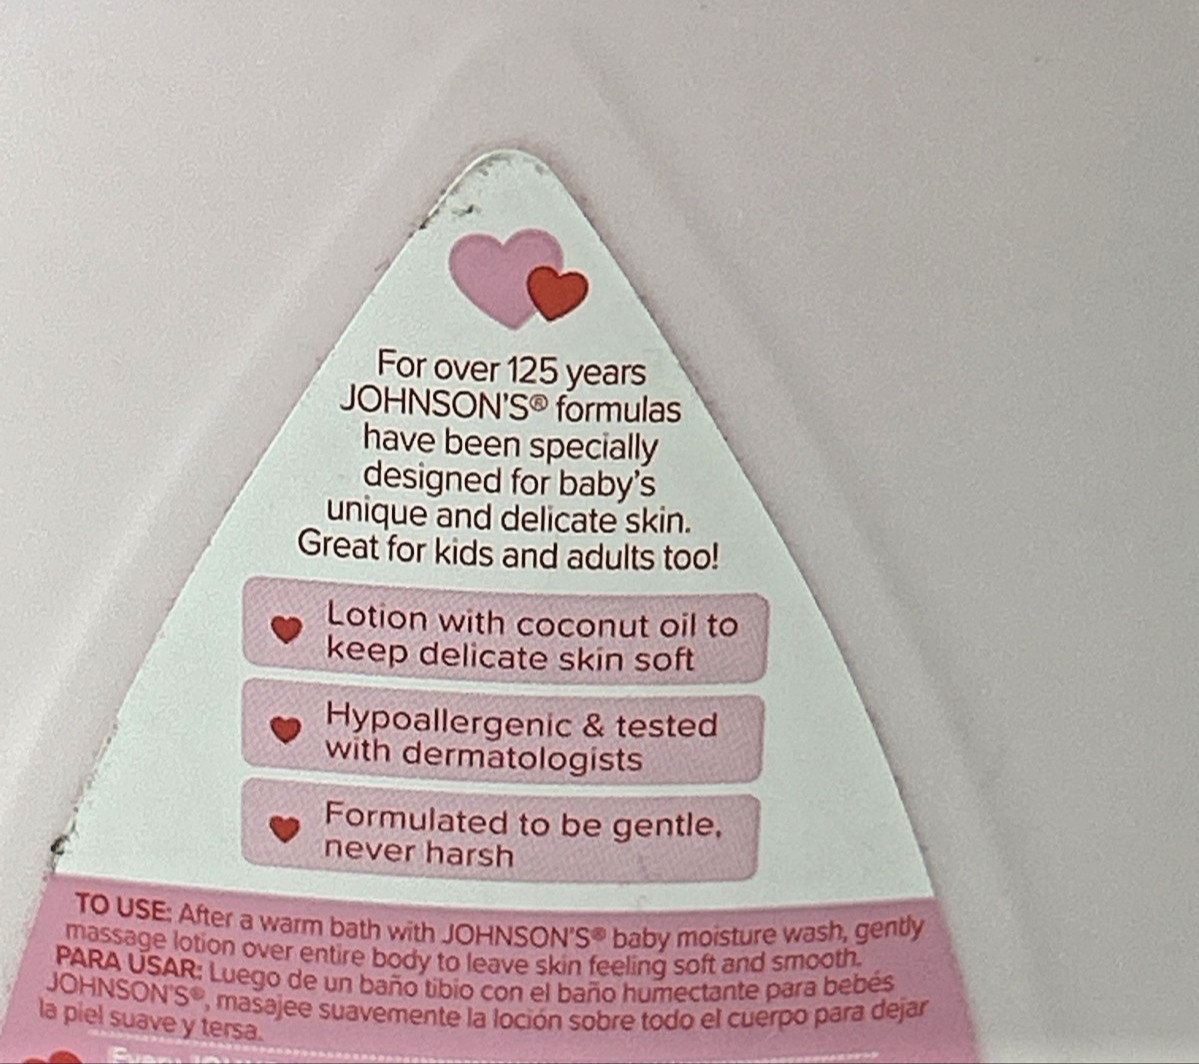 For over 125 years
JOHNSON'S® formulas
have been specially
designed for baby's
unique and delicate skin.
Great for kids and adults too!
Lotion with coconut oil to
keep delicate skin soft
Hypoallergenic & tested
with dermatologists
Formulated to be gentle,
never harsh
TO USE: After a warm bath with JOHNSON'S® baby moisture wash, gently
massage lotion over entire body to leave skin feeling soft and smooth.
PARA USAR: Luego de un baño tibio con el baño humectante para bebés
JOHNSON'S®, masajee suavemente la loción sobre todo el cuerpo para dejar
la piel suave y tersa.